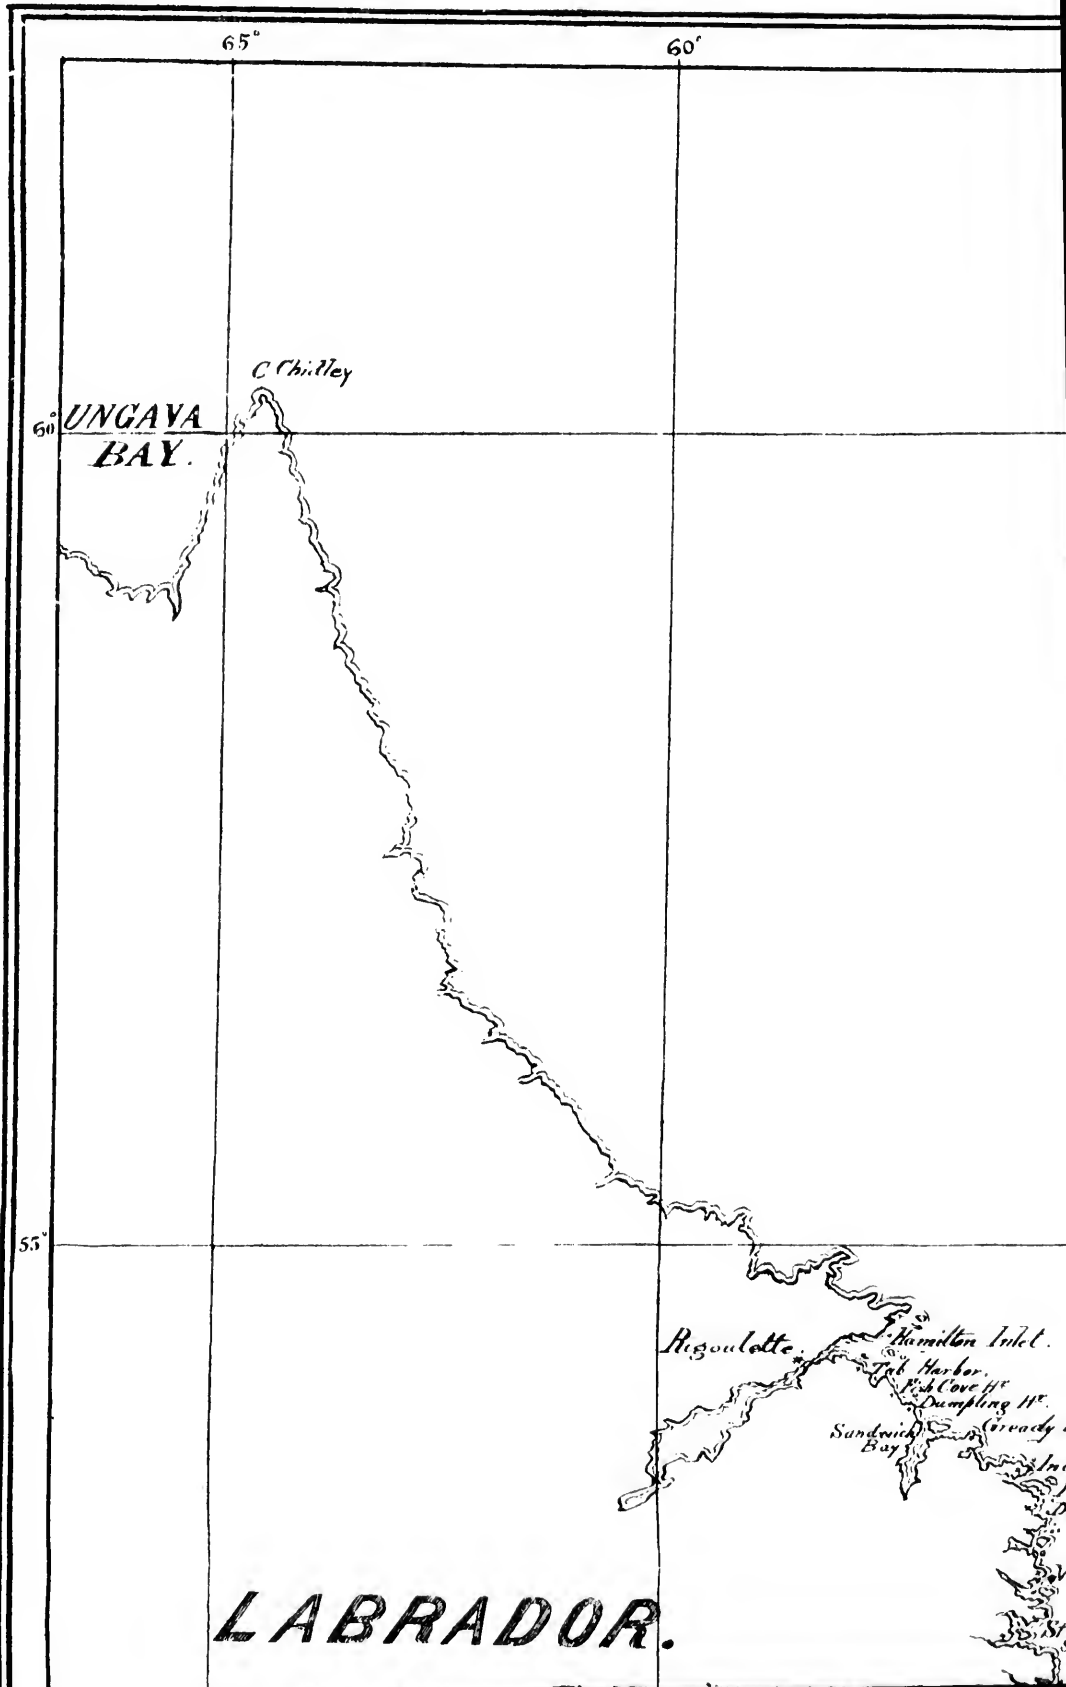 65°
60°
C Chidley
60°
UNGAVA
BAY.
55°
Rigoulette.
Hamilton Inlet.
Tub Harbor.
Fish Cove Hr
Dumpling Hr.
Sandwich
Bay
Gready
LABRADOR.